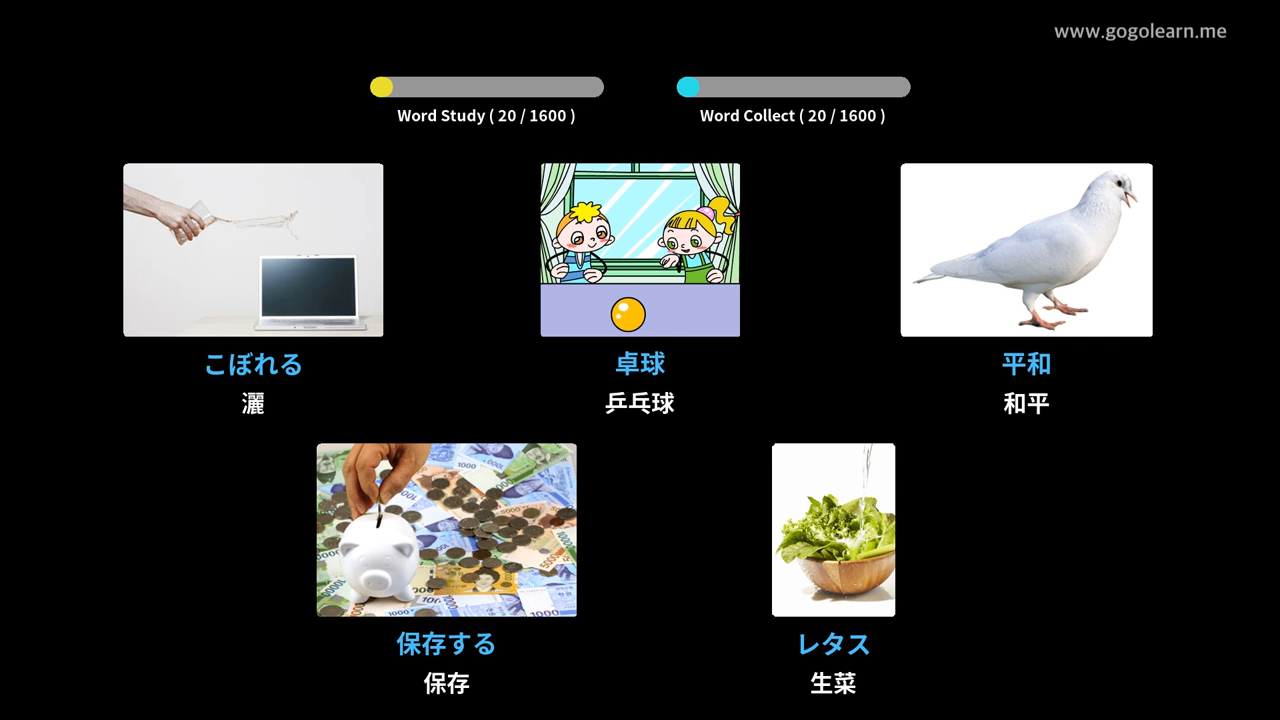 www.gogolearn.me
Word Study ( 20 / 1600 )
Word Collect ( 20 / 1600 )
こぼれる
灑
卓球
乒乓球
平和
和平
保存する
保存
レタス
生菜